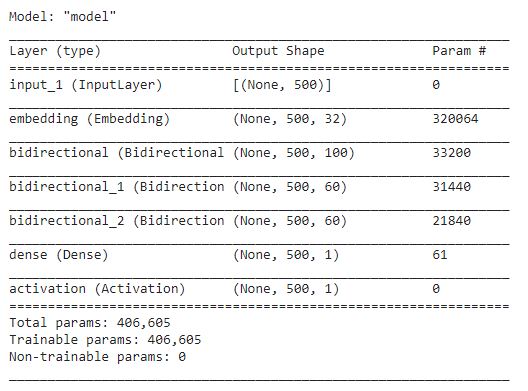 Model: "model"
Layer (type) Output Shape Param #
input_1 (InputLayer) [(None, 500)] 0
embedding (Embedding) (None, 500, 32) 320064
bidirectional (Bidirectional (None, 500, 100) 33200
bidirectional_1 (Bidirection (None, 500, 60) 31440
bidirectional_2 (Bidirection (None, 500, 60) 21840
dense (Dense) (None, 500, 1) 61
activation (Activation) (None, 500, 1) 0
Total params: 406,605
Trainable params: 406,605
Non-trainable params: 0